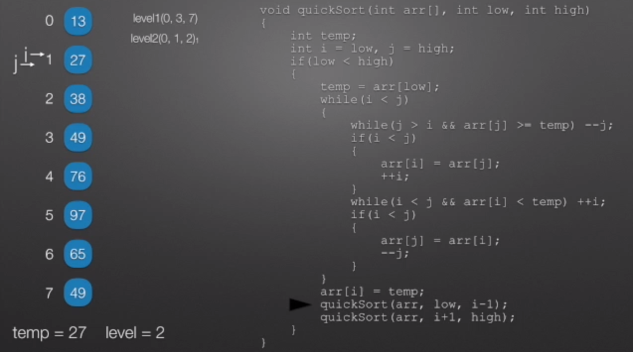 0 13
i
j 1 27
2 38
3 49
4 76
5 97
6 65
7 49
temp = 27 level = 2
level1(0, 3, 7)
level2(0, 1, 2)₁
void quickSort(int arr[], int low, int high)
{
int temp;
int i = low, j = high;
if(low < high)
{
temp = arr[low];
while(i < j)
{
while(j > i && arr[j] >= temp) --j;
if(i < j)
{
arr[i] = arr[j];
++i;
}
while(i < j && arr[i] < temp) ++i;
if(i < j)
{
arr[j] = arr[i];
--j;
}
}
arr[i] = temp;
quickSort(arr, low, i-1);
quickSort(arr, i+1, high);
}
}